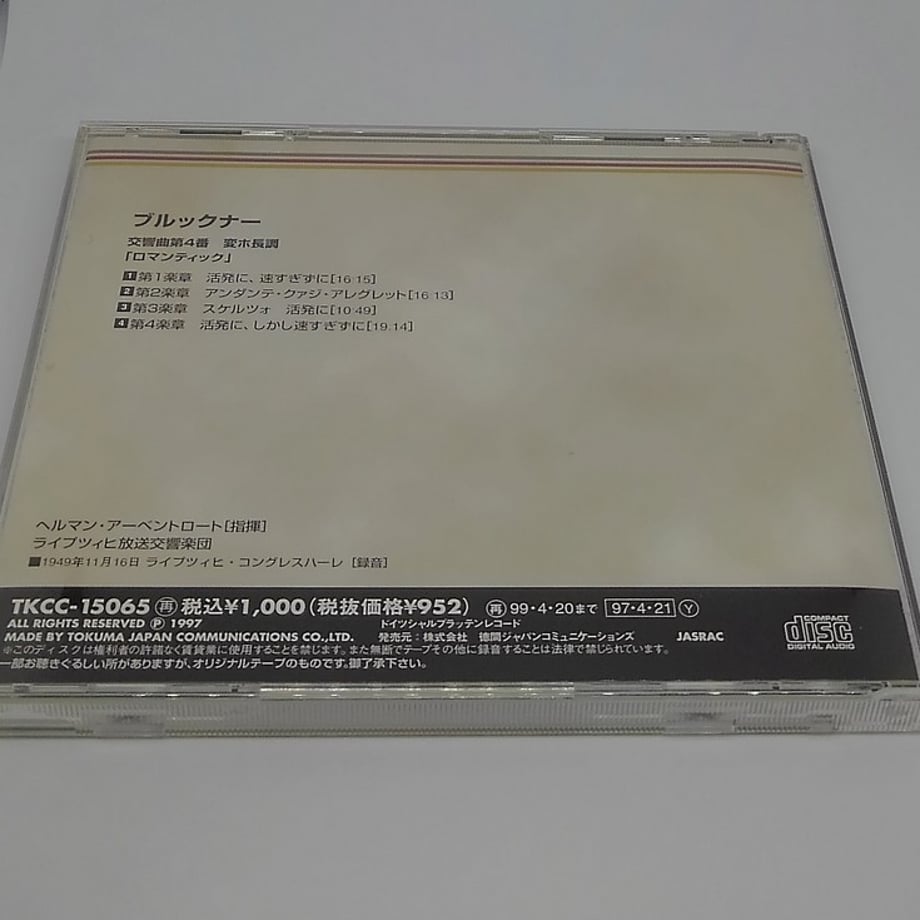 ブルックナー
交響曲第4番 変ホ長調
「ロマンティック」
1 第1楽章 活発に、速すぎずに[16:15]
2 第2楽章 アンダンテ・クァジ・アレグレット[16:13]
3 第3楽章 スケルツォ 活発に[10:49]
4 第4楽章 活発に、しかし速すぎずに[19:14]
ヘルマン・アーベントロート[指揮]
ライプツィヒ放送交響楽団
■1949年11月16日 ライプツィヒ・コングレスハーレ [録音]
TKCC-15065 再 税込¥1,000(税抜価格¥952) 再 99・4・20まで 97・4・21 Y
ALL RIGHTS RESERVED Ⓟ 1997 ドイツシャルプラッテンレコード
MADE BY TOKUMA JAPAN COMMUNICATIONS CO.,LTD. 発売元:株式会社 徳間ジャパンコミュニケーションズ JASRAC
COMPACT
disc
DIGITAL AUDIO
※このディスクは権利者の許諾なく賃貸業に使用することを禁じます。また無断でテープその他に録音することは法律で禁じられています。
一部お聴きぐるしい所がありますが、オリジナルテープのものです。御了承下さい。